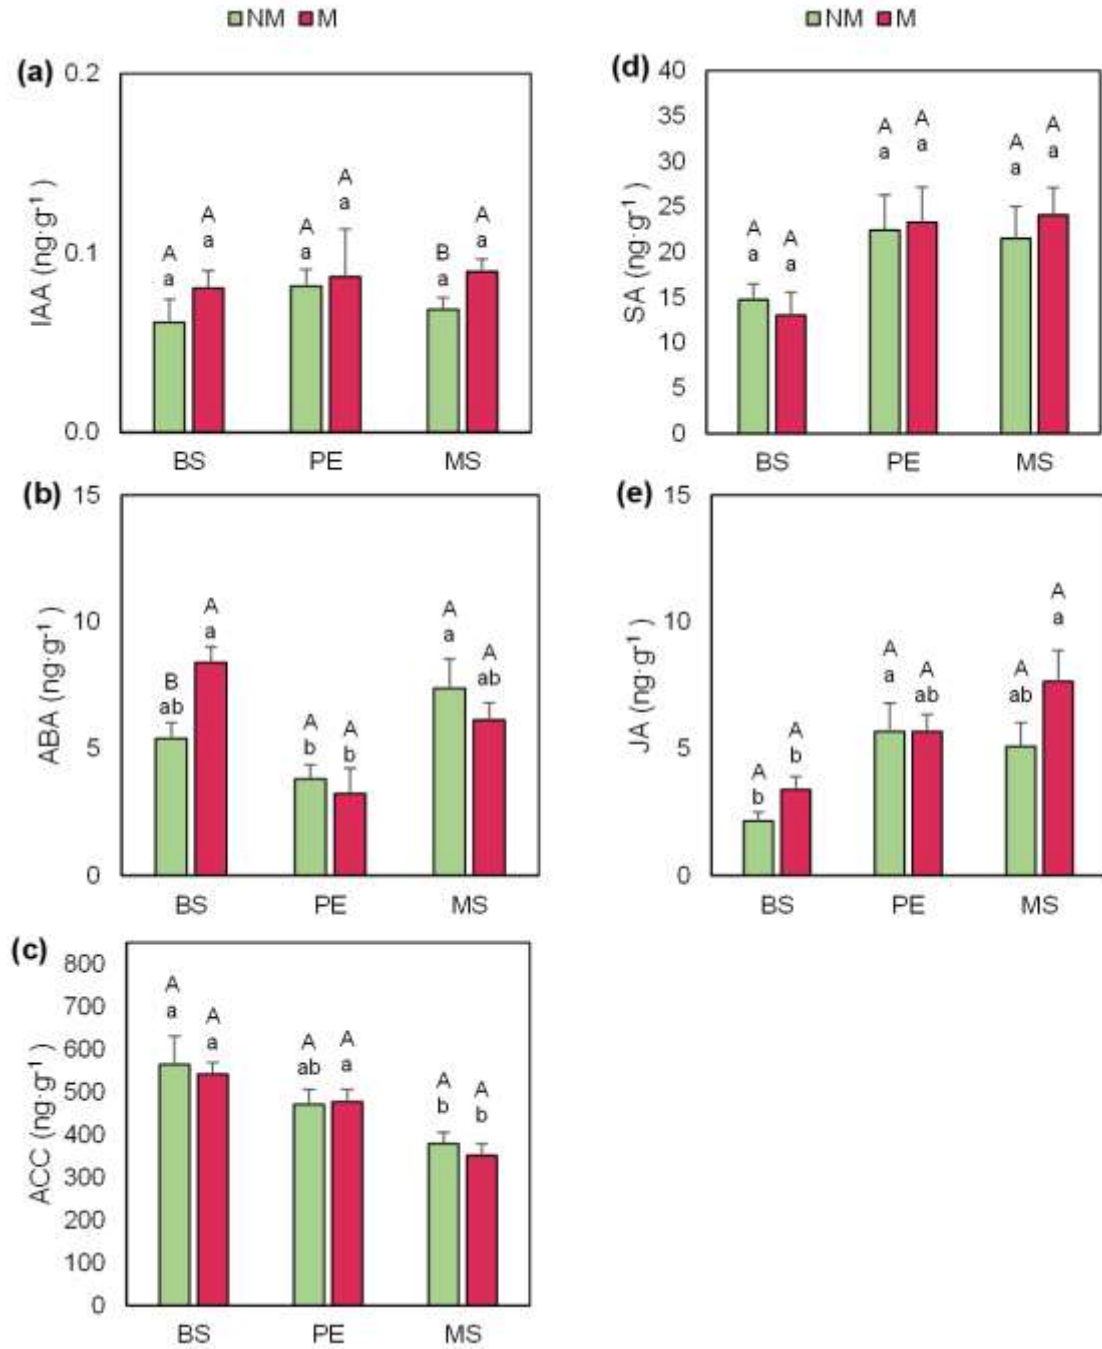 NM M
(a)
IAA (ng·g⁻¹ )
0.2
0.1
0.0
A
a
A
a
A
a
A
a
B
a
A
a
BS PE MS
(b)
ABA (ng·g⁻¹ )
15
10
5
0
B
ab
A
a
A
b
A
b
A
a
A
ab
BS PE MS
(c)
ACC (ng·g⁻¹ )
800
700
600
500
400
300
200
100
0
A
a
A
a
A
ab
A
a
A
b
A
b
BS PE MS
NM M
(d)
SA (ng·g⁻¹ )
40
35
30
25
20
15
10
5
0
A
a
A
a
A
a
A
a
A
a
A
a
BS PE MS
(e)
JA (ng·g⁻¹ )
15
10
5
0
A
b
A
b
A
a
A
ab
A
ab
A
a
BS PE MS